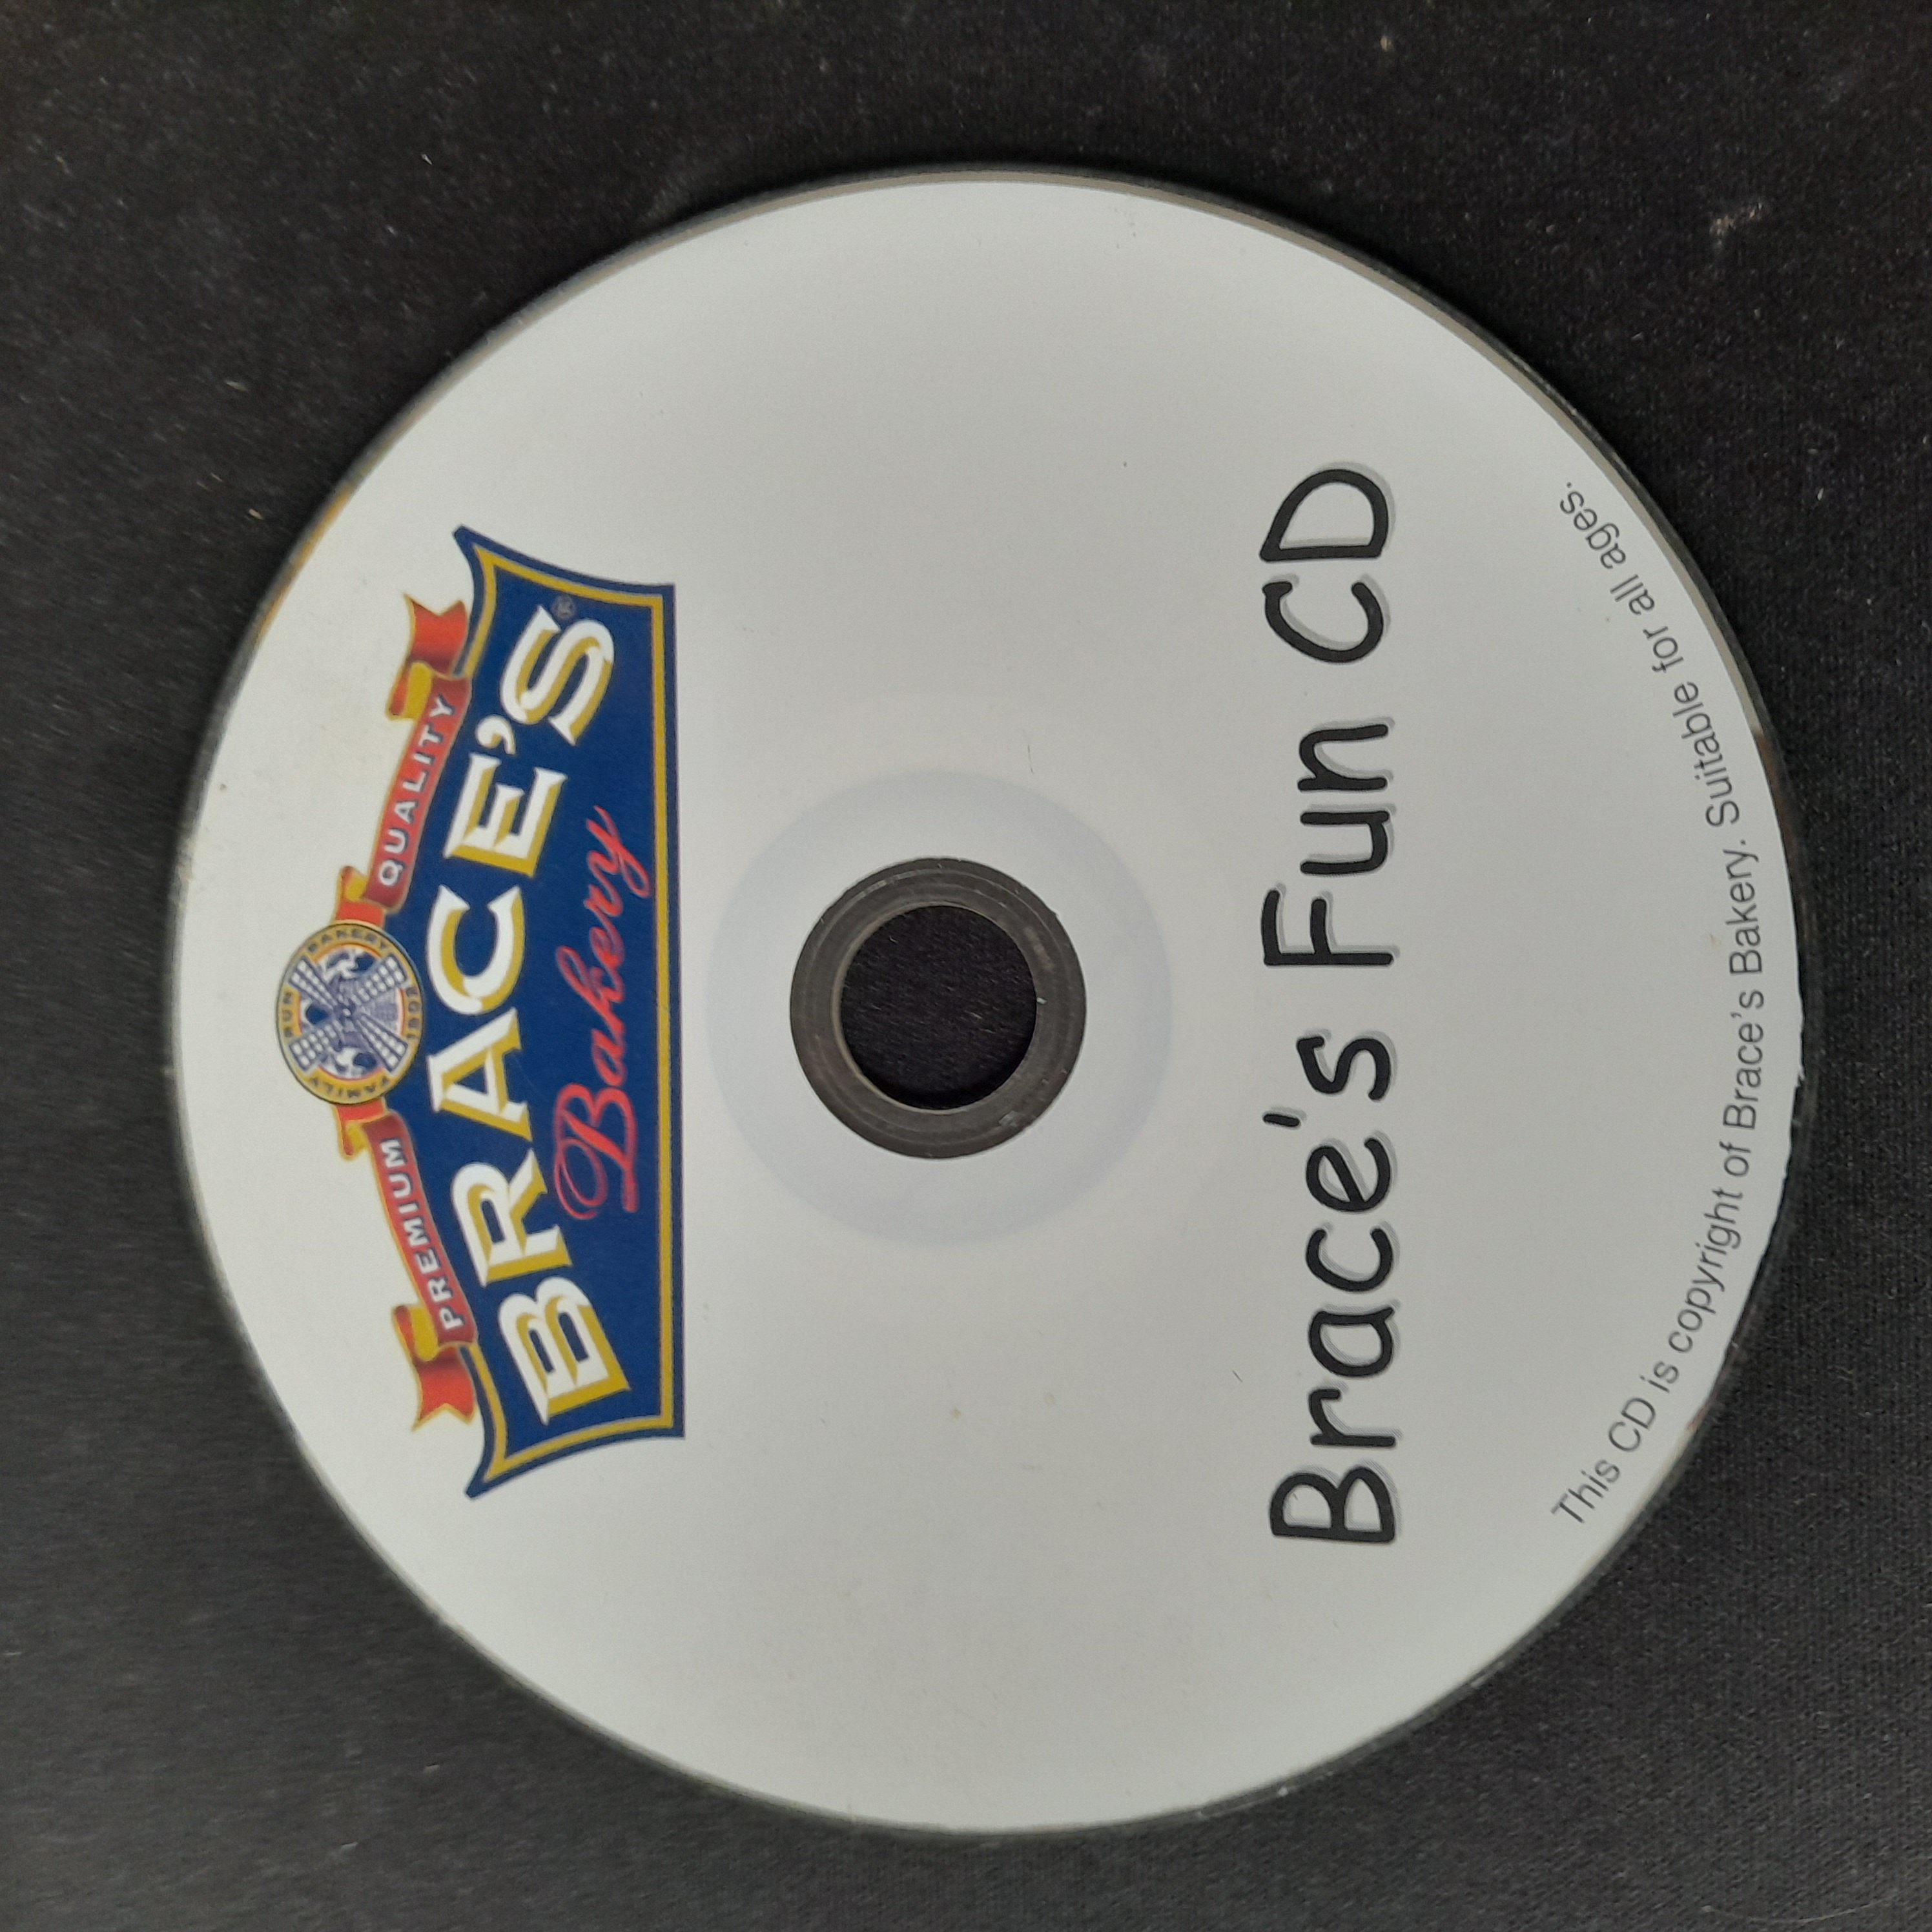 FAMILY RUN BAKERY 1902
PREMIUM QUALITY
BRACE'S®
Bakery
Brace's Fun CD
This CD is copyright of Brace's Bakery. Suitable for all ages.